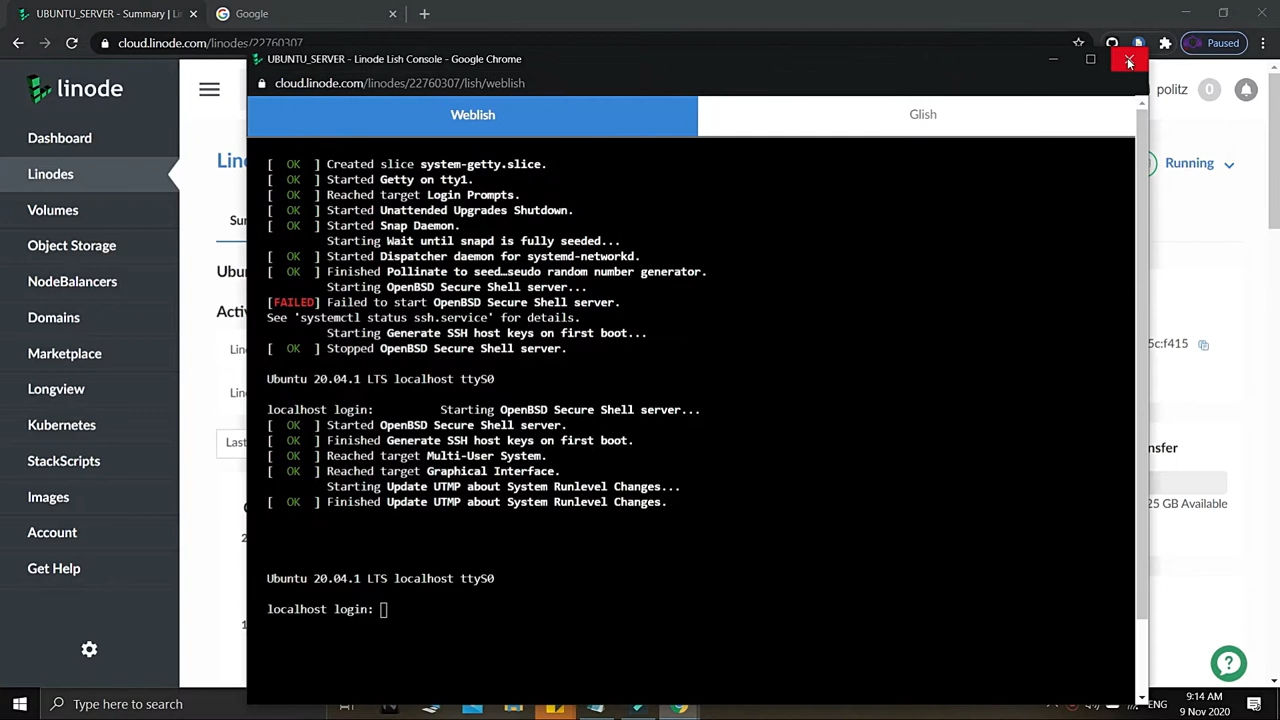 UBUNTU_SERVER - Summary | Lin
Google
cloud.linode.com/linodes/22760307
Paused
UBUNTU_SERVER - Linode Lish Console - Google Chrome
cloud.linode.com/linodes/22760307/lish/weblish
linode
politz
0
Weblish
Glish
Dashboard
Linodes
Volumes
Object Storage
NodeBalancers
Domains
Marketplace
Longview
Kubernetes
StackScripts
Images
Account
Get Help
Lin
Running
Sur
Ubu
Activ
Lin
Lin
Last
5c:f415
nsfer
25 GB Available
[ OK ] Created slice system-getty.slice.
[ OK ] Started Getty on tty1.
[ OK ] Reached target Login Prompts.
[ OK ] Started Unattended Upgrades Shutdown.
[ OK ] Started Snap Daemon.
Starting Wait until snapd is fully seeded...
[ OK ] Started Dispatcher daemon for systemd-networkd.
[ OK ] Finished Pollinate to seed…seudo random number generator.
Starting OpenBSD Secure Shell server...
[FAILED] Failed to start OpenBSD Secure Shell server.
See 'systemctl status ssh.service' for details.
Starting Generate SSH host keys on first boot...
[ OK ] Stopped OpenBSD Secure Shell server.
Ubuntu 20.04.1 LTS localhost ttyS0
localhost login: Starting OpenBSD Secure Shell server...
[ OK ] Started OpenBSD Secure Shell server.
[ OK ] Finished Generate SSH host keys on first boot.
[ OK ] Reached target Multi-User System.
[ OK ] Reached target Graphical Interface.
Starting Update UTMP about System Runlevel Changes...
[ OK ] Finished Update UTMP about System Runlevel Changes.
Ubuntu 20.04.1 LTS localhost ttyS0
localhost login:
Type here to search
ENG
9:14 AM
9 Nov 2020